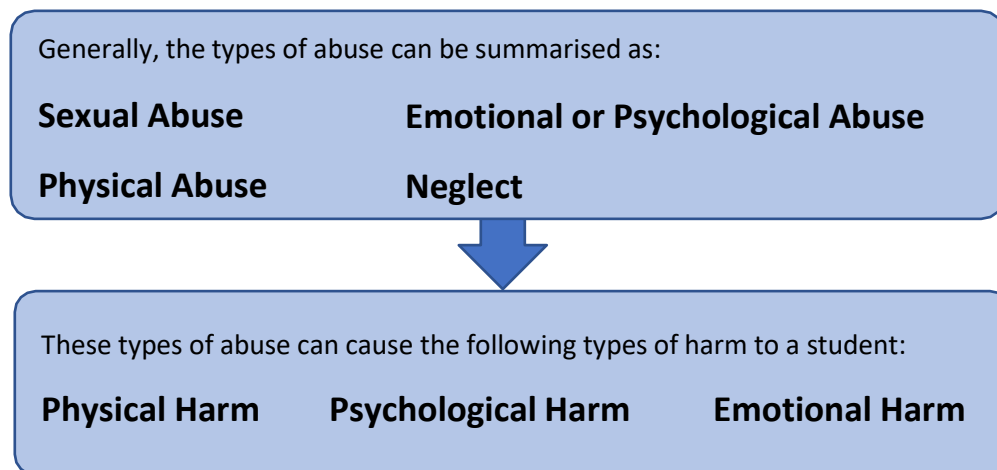 Generally, the types of abuse can be summarised as:
Sexual Abuse Emotional or Psychological Abuse
Physical Abuse Neglect
These types of abuse can cause the following types of harm to a student:
Physical Harm Psychological Harm Emotional Harm